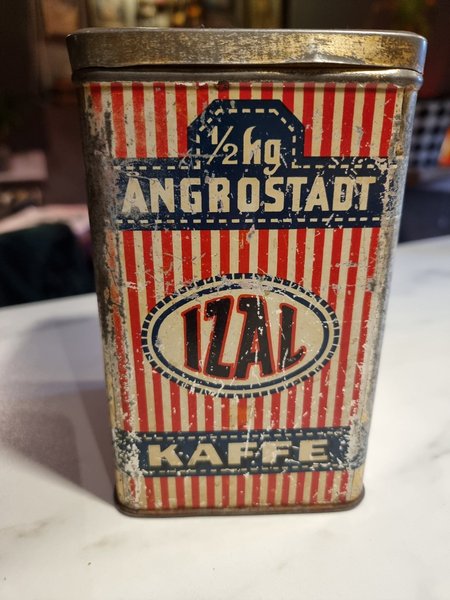 ½ kg
ANGROSTADT
IZAL
KAFFE